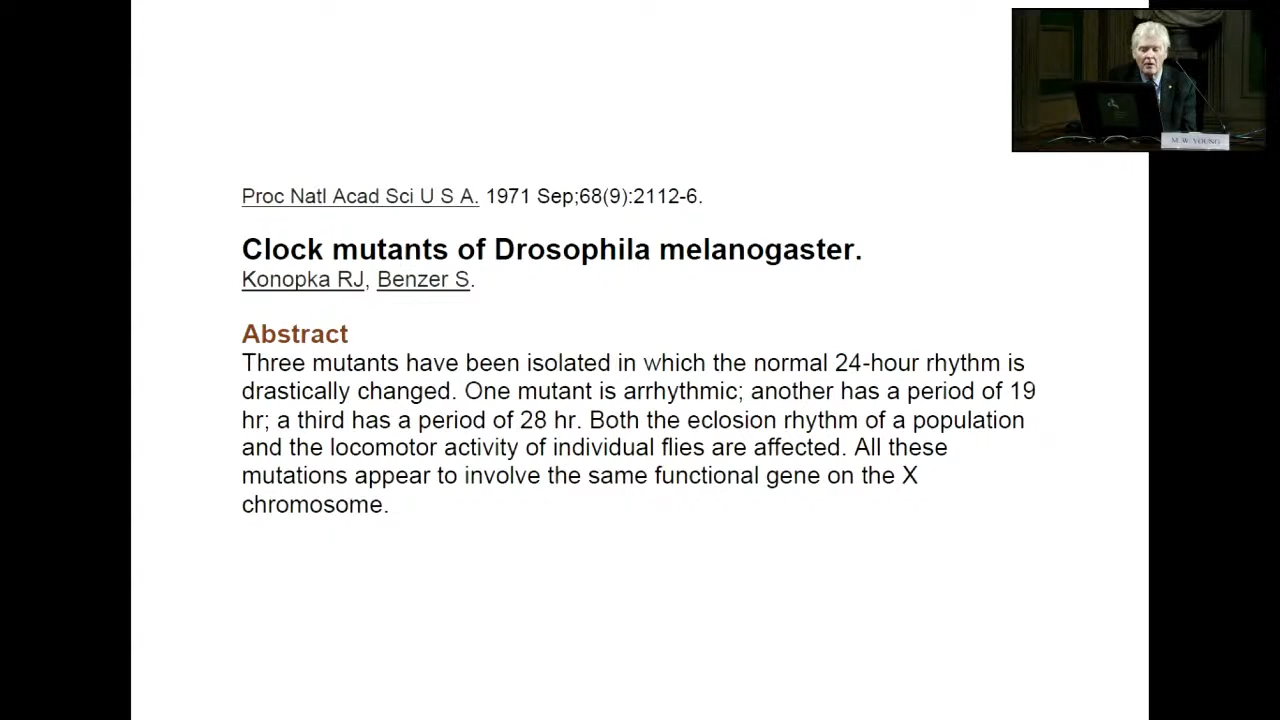 Proc Natl Acad Sci U S A. 1971 Sep;68(9):2112-6.
Clock mutants of Drosophila melanogaster.
Konopka RJ, Benzer S.
Abstract
Three mutants have been isolated in which the normal 24-hour rhythm is
drastically changed. One mutant is arrhythmic; another has a period of 19
hr; a third has a period of 28 hr. Both the eclosion rhythm of a population
and the locomotor activity of individual flies are affected. All these
mutations appear to involve the same functional gene on the X
chromosome.
M. W. YOUNG